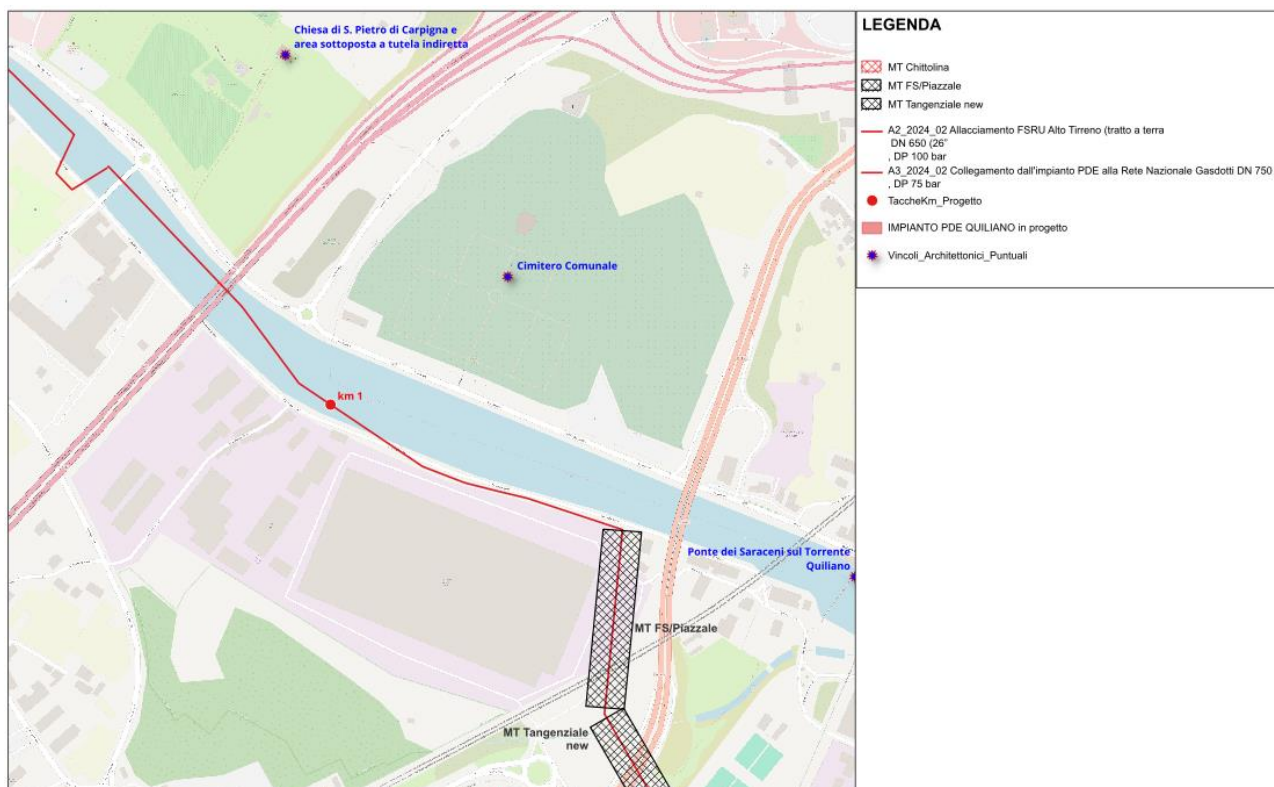 Chiesa di S. Pietro di Carpigna e
area sottoposta a tutela indiretta
Cimitero Comunale
km 1
Ponte dei Saraceni sul Torrente
Quiliano
MT FS/Piazzale
MT Tangenziale
new
LEGENDA
MT Chittolina
MT FS/Piazzale
MT Tangenziale new
A2_2024_02 Allacciamento FSRU Alto Tirreno (tratto a terra
DN 650 (26"
, DP 100 bar
A3_2024_02 Collegamento dall'impianto PDE alla Rete Nazionale Gasdotti DN 750
, DP 75 bar
TaccheKm_Progetto
IMPIANTO PDE QUILIANO in progetto
Vincoli_Architettonici_Puntuali